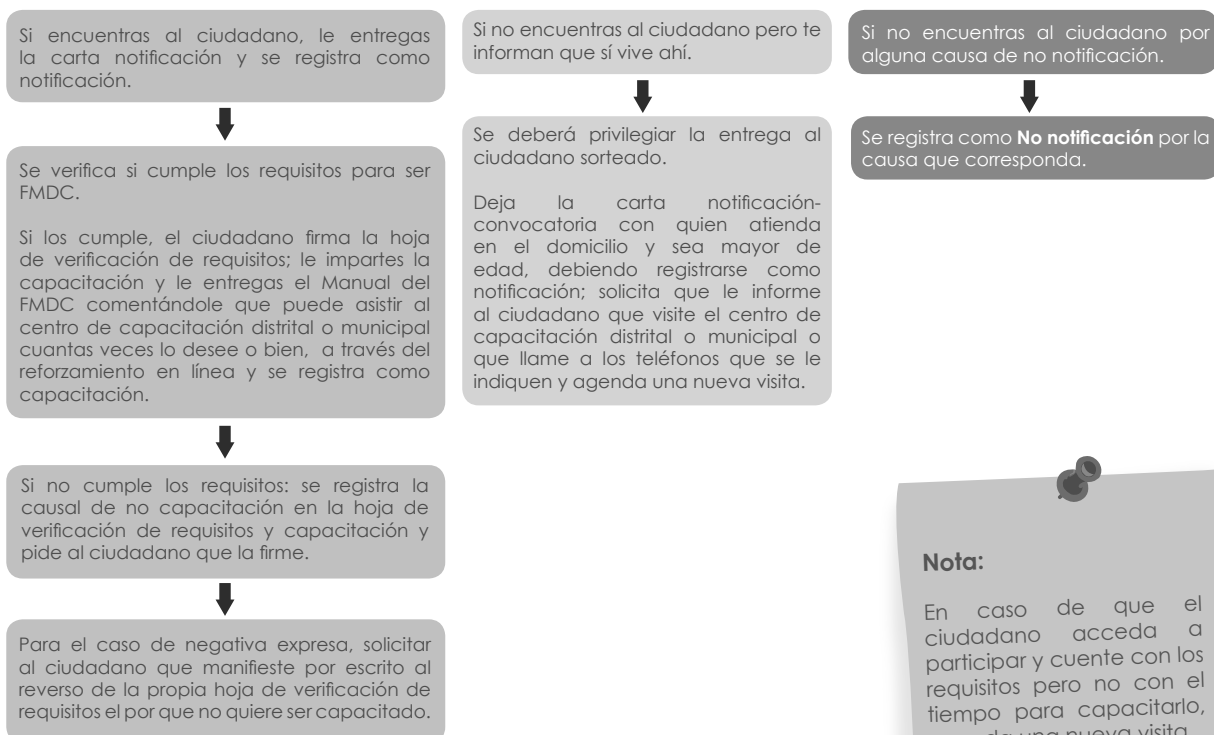 Si encuentras al ciudadano, le entregas
la carta notificación y se registra como
notificación.
Se verifica si cumple los requisitos para ser
FMDC.
Si los cumple, el ciudadano firma la hoja
de verificación de requisitos; le impartes la
capacitación y le entregas el Manual del
FMDC comentándole que puede asistir al
centro de capacitación distrital o municipal
cuantas veces lo desee o bien, a través del
reforzamiento en línea y se registra como
capacitación.
Si no cumple los requisitos: se registra la
causal de no capacitación en la hoja de
verificación de requisitos y capacitación y
pide al ciudadano que la firme.
Para el caso de negativa expresa, solicitar
al ciudadano que manifieste por escrito al
reverso de la propia hoja de verificación de
requisitos el por que no quiere ser capacitado.
Si no encuentras al ciudadano pero te
informan que sí vive ahí.
Se deberá privilegiar la entrega al
ciudadano sorteado.
Deja la carta notificación-
convocatoria con quien atienda
en el domicilio y sea mayor de
edad, debiendo registrarse como
notificación; solicita que le informe
al ciudadano que visite el centro de
capacitación distrital o municipal o
que llame a los teléfonos que se le
indiquen y agenda una nueva visita.
Si no encuentras al ciudadano por
alguna causa de no notificación.
Se registra como No notificación por la
causa que corresponda.
Nota:
En caso de que el
ciudadano acceda a
participar y cuente con los
requisitos pero no con el
tiempo para capacitarlo,
una nueva visita